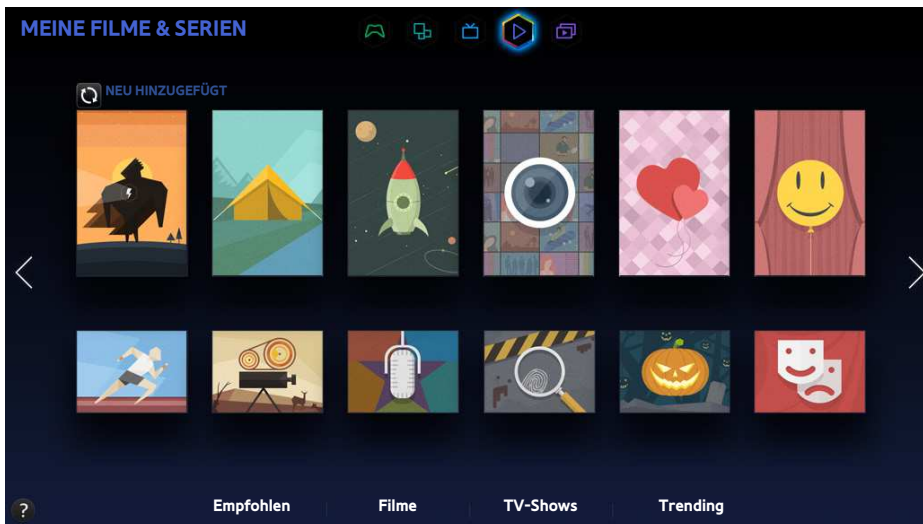 MEINE FILME & SERIEN
NEU HINZUGEFÜGT
?
Empfohlen
Filme
TV-Shows
Trending